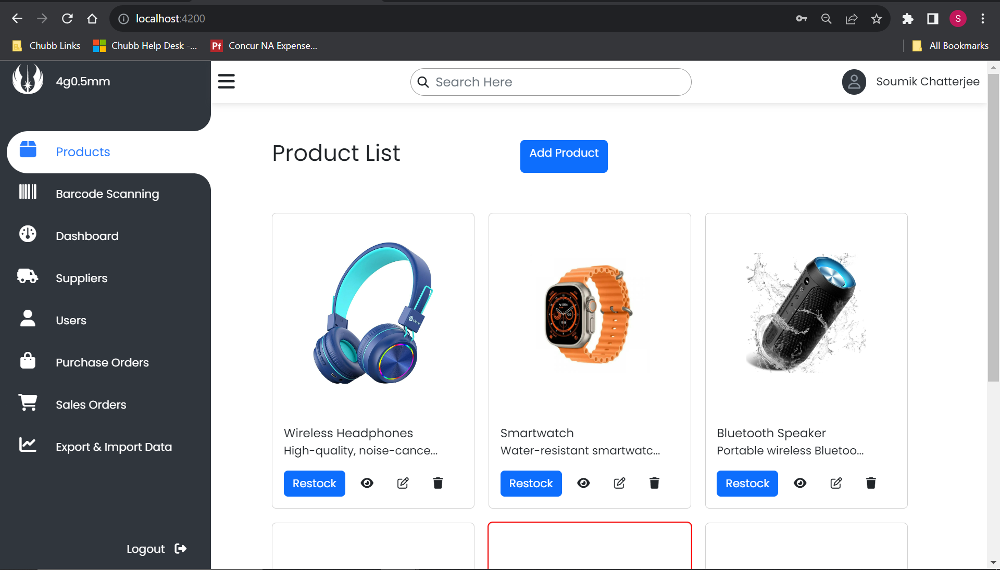 localhost:4200
S
Chubb Links
Chubb Help Desk -...
Pf
Concur NA Expense...
All Bookmarks
4g0.5mm
Search Here
Soumik Chatterjee
Products
Barcode Scanning
Dashboard
Suppliers
Users
Purchase Orders
Sales Orders
Export & Import Data
Logout
Product List
Add Product
Wireless Headphones
High-quality, noise-cance...
Restock
Smartwatch
Water-resistant smartwatc...
Restock
Bluetooth Speaker
Portable wireless Bluetoo...
Restock